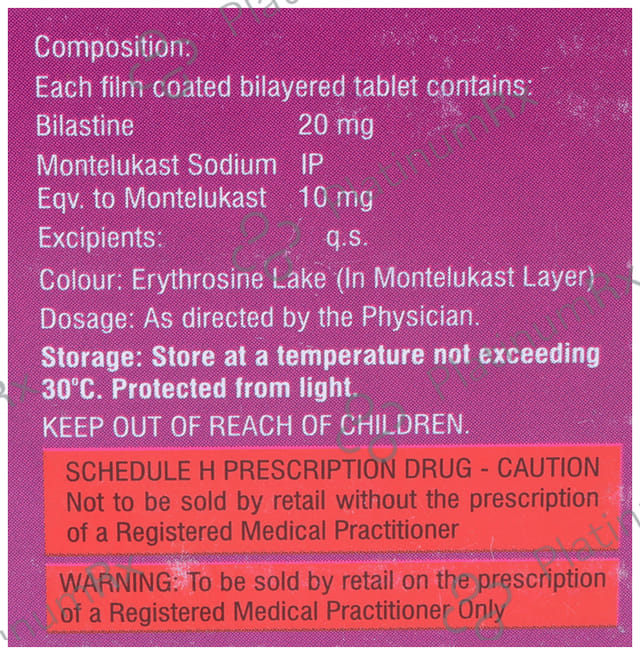 Composition:
Each film coated bilayered tablet contains:
Bilastine 20 mg
Montelukast Sodium IP
Eqv. to Montelukast 10 mg
Excipients: q.s.
Colour: Erythrosine Lake (In Montelukast Layer)
Dosage: As directed by the Physician.
Storage: Store at a temperature not exceeding
30°C. Protected from light.
KEEP OUT OF REACH OF CHILDREN.
SCHEDULE H PRESCRIPTION DRUG - CAUTION
Not to be sold by retail without the prescription
of a Registered Medical Practitioner
WARNING: To be sold by retail on the prescription
of a Registered Medical Practitioner Only
PlatinumRx
PlatinumRx
PlatinumRx